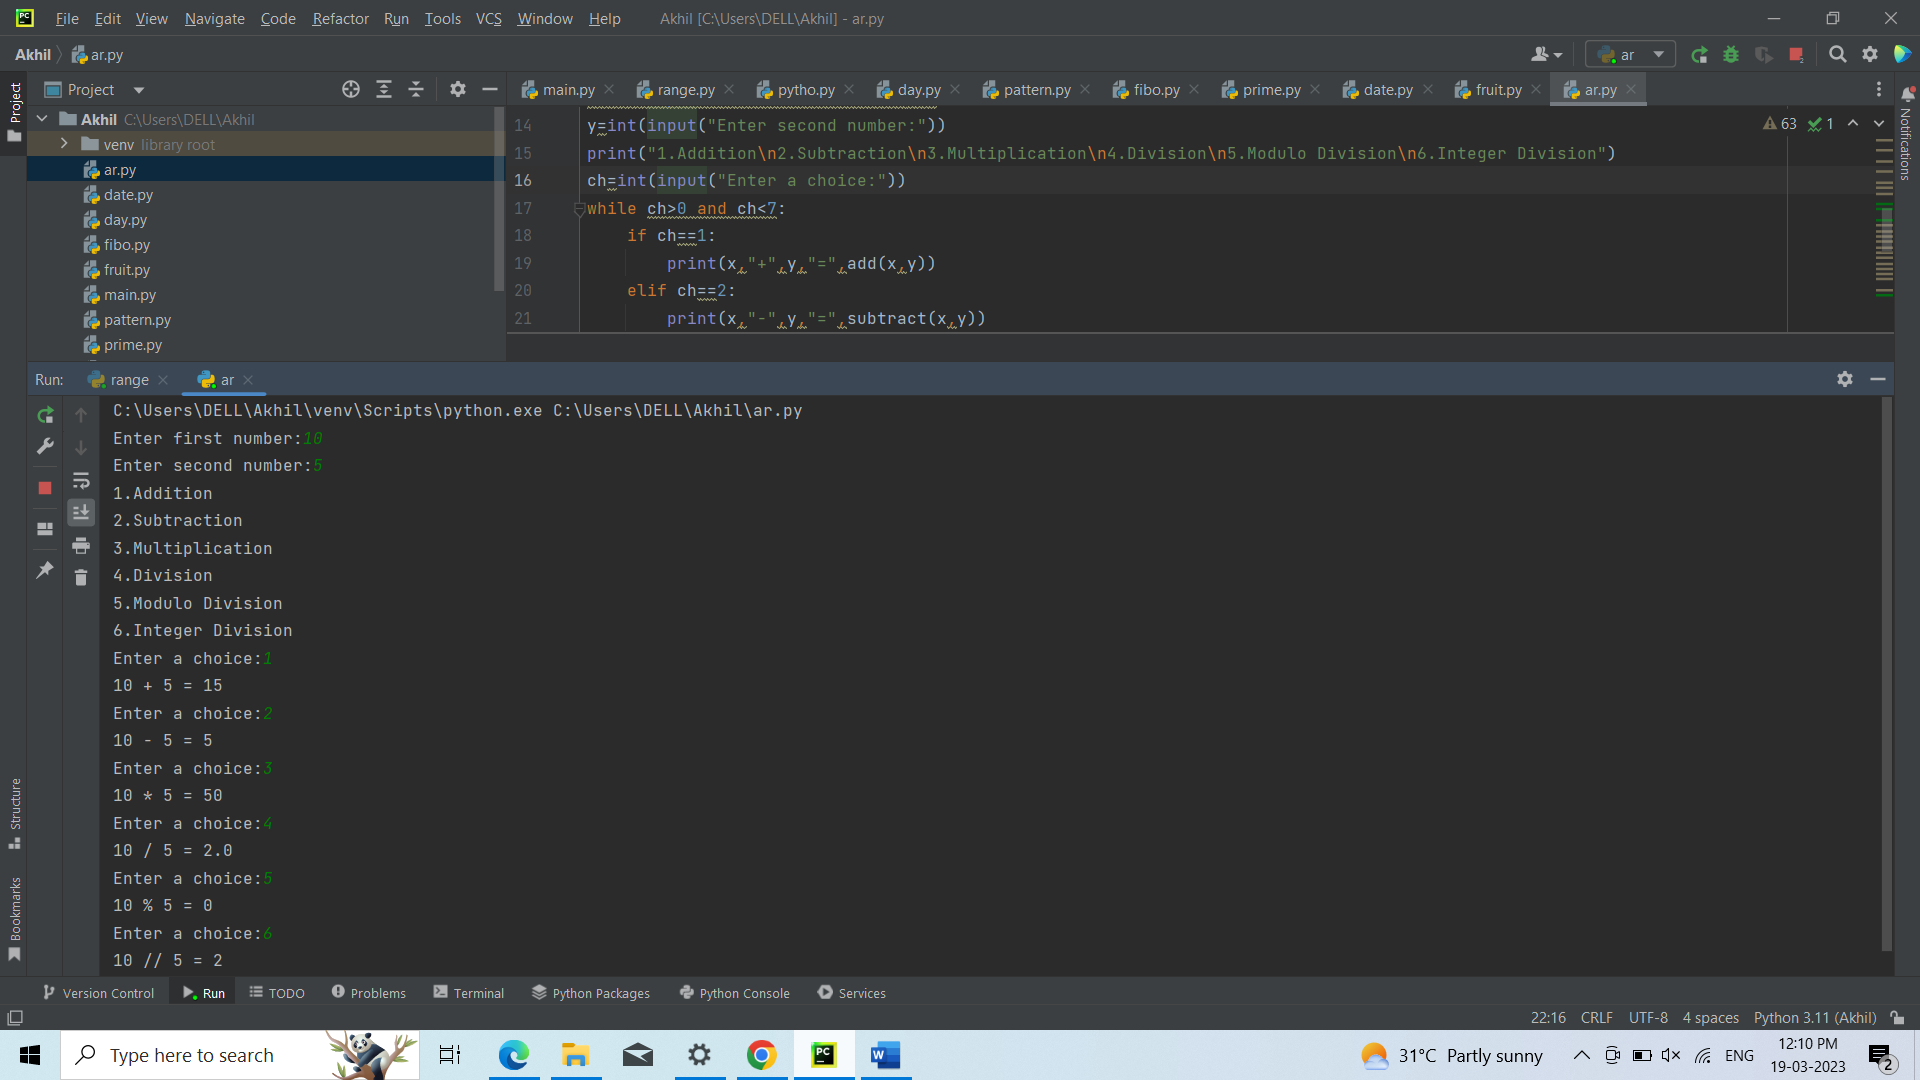 File Edit View Navigate Code Refactor Run Tools VCS Window Help Akhil [C:\Users\DELL\Akhil] - ar.py
Akhil ar.py
ar
Project
main.py range.py pytho.py day.py pattern.py fibo.py prime.py date.py fruit.py ar.py
Project
Notifications
Akhil C:\Users\DELL\Akhil
venv library root
ar.py
date.py
day.py
fibo.py
fruit.py
main.py
pattern.py
prime.py
63 1
14 y=int(input("Enter second number:"))
15 print("1.Addition\n2.Subtraction\n3.Multiplication\n4.Division\n5.Modulo Division\n6.Integer Division")
16 ch=int(input("Enter a choice:"))
17 while ch>0 and ch<7:
18 if ch==1:
19 print(x,"+",y,"=",add(x,y))
20 elif ch==2:
21 print(x,"-",y,"=",subtract(x,y))
Run: range ar
C:\Users\DELL\Akhil\venv\Scripts\python.exe C:\Users\DELL\Akhil\ar.py
Enter first number:10
Enter second number:5
1.Addition
2.Subtraction
3.Multiplication
4.Division
5.Modulo Division
6.Integer Division
Enter a choice:1
10 + 5 = 15
Enter a choice:2
10 - 5 = 5
Enter a choice:3
10 * 5 = 50
Enter a choice:4
10 / 5 = 2.0
Enter a choice:5
10 % 5 = 0
Enter a choice:6
10 // 5 = 2
Structure
Bookmarks
Version Control Run TODO Problems Terminal Python Packages Python Console Services
22:16 CRLF UTF-8 4 spaces Python 3.11 (Akhil)
Type here to search
31°C Partly sunny
ENG
12:10 PM
19-03-2023
2